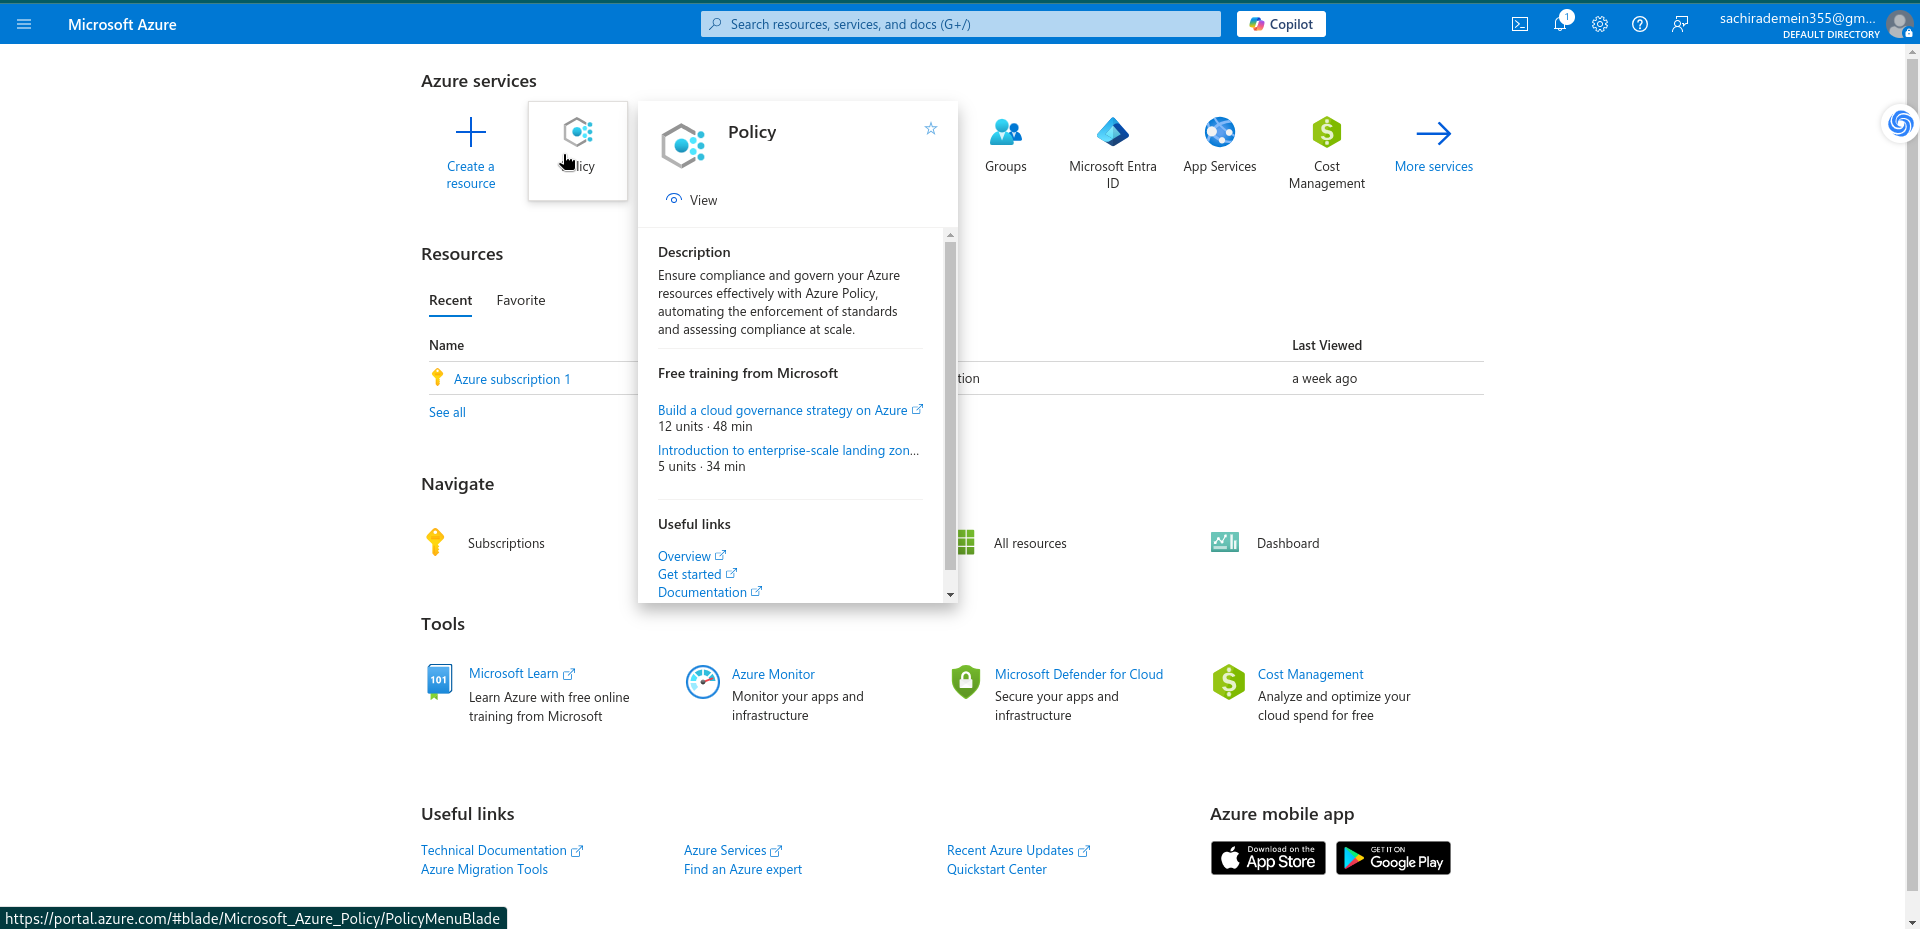 Microsoft Azure
Search resources, services, and docs (G+/)
Copilot
1
sachirademein355@gm...
DEFAULT DIRECTORY
Azure services
Create a
resource
Policy
View
Groups
Microsoft Entra
ID
App Services
Cost
Management
More services
Description
Ensure compliance and govern your Azure
resources effectively with Azure Policy,
automating the enforcement of standards
and assessing compliance at scale.
Free training from Microsoft
Build a cloud governance strategy on Azure
12 units · 48 min
Introduction to enterprise-scale landing zon...
5 units · 34 min
Useful links
Overview
Get started
Documentation
Resources
Recent
Favorite
Name
Last Viewed
Azure subscription 1
tion
a week ago
See all
Navigate
Subscriptions
All resources
Dashboard
Tools
101
Microsoft Learn
Learn Azure with free online
training from Microsoft
Azure Monitor
Monitor your apps and
infrastructure
Microsoft Defender for Cloud
Secure your apps and
infrastructure
Cost Management
Analyze and optimize your
cloud spend for free
Useful links
Technical Documentation
Azure Migration Tools
Azure Services
Find an Azure expert
Recent Azure Updates
Quickstart Center
Azure mobile app
Download on the
App Store
GET IT ON
Google Play
https://portal.azure.com/#blade/Microsoft_Azure_Policy/PolicyMenuBlade